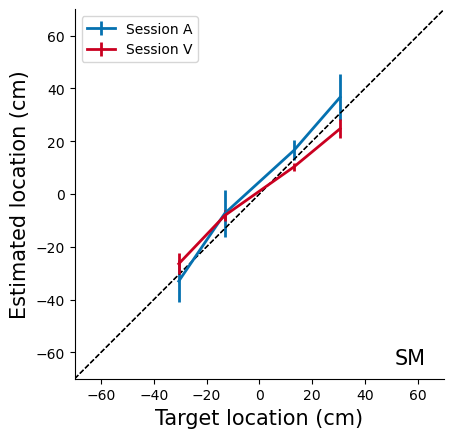 Session A
Session V
60
40
20
0
−20
−40
−60
Estimated location (cm)
SM
−60 −40 −20 0 20 40 60
Target location (cm)